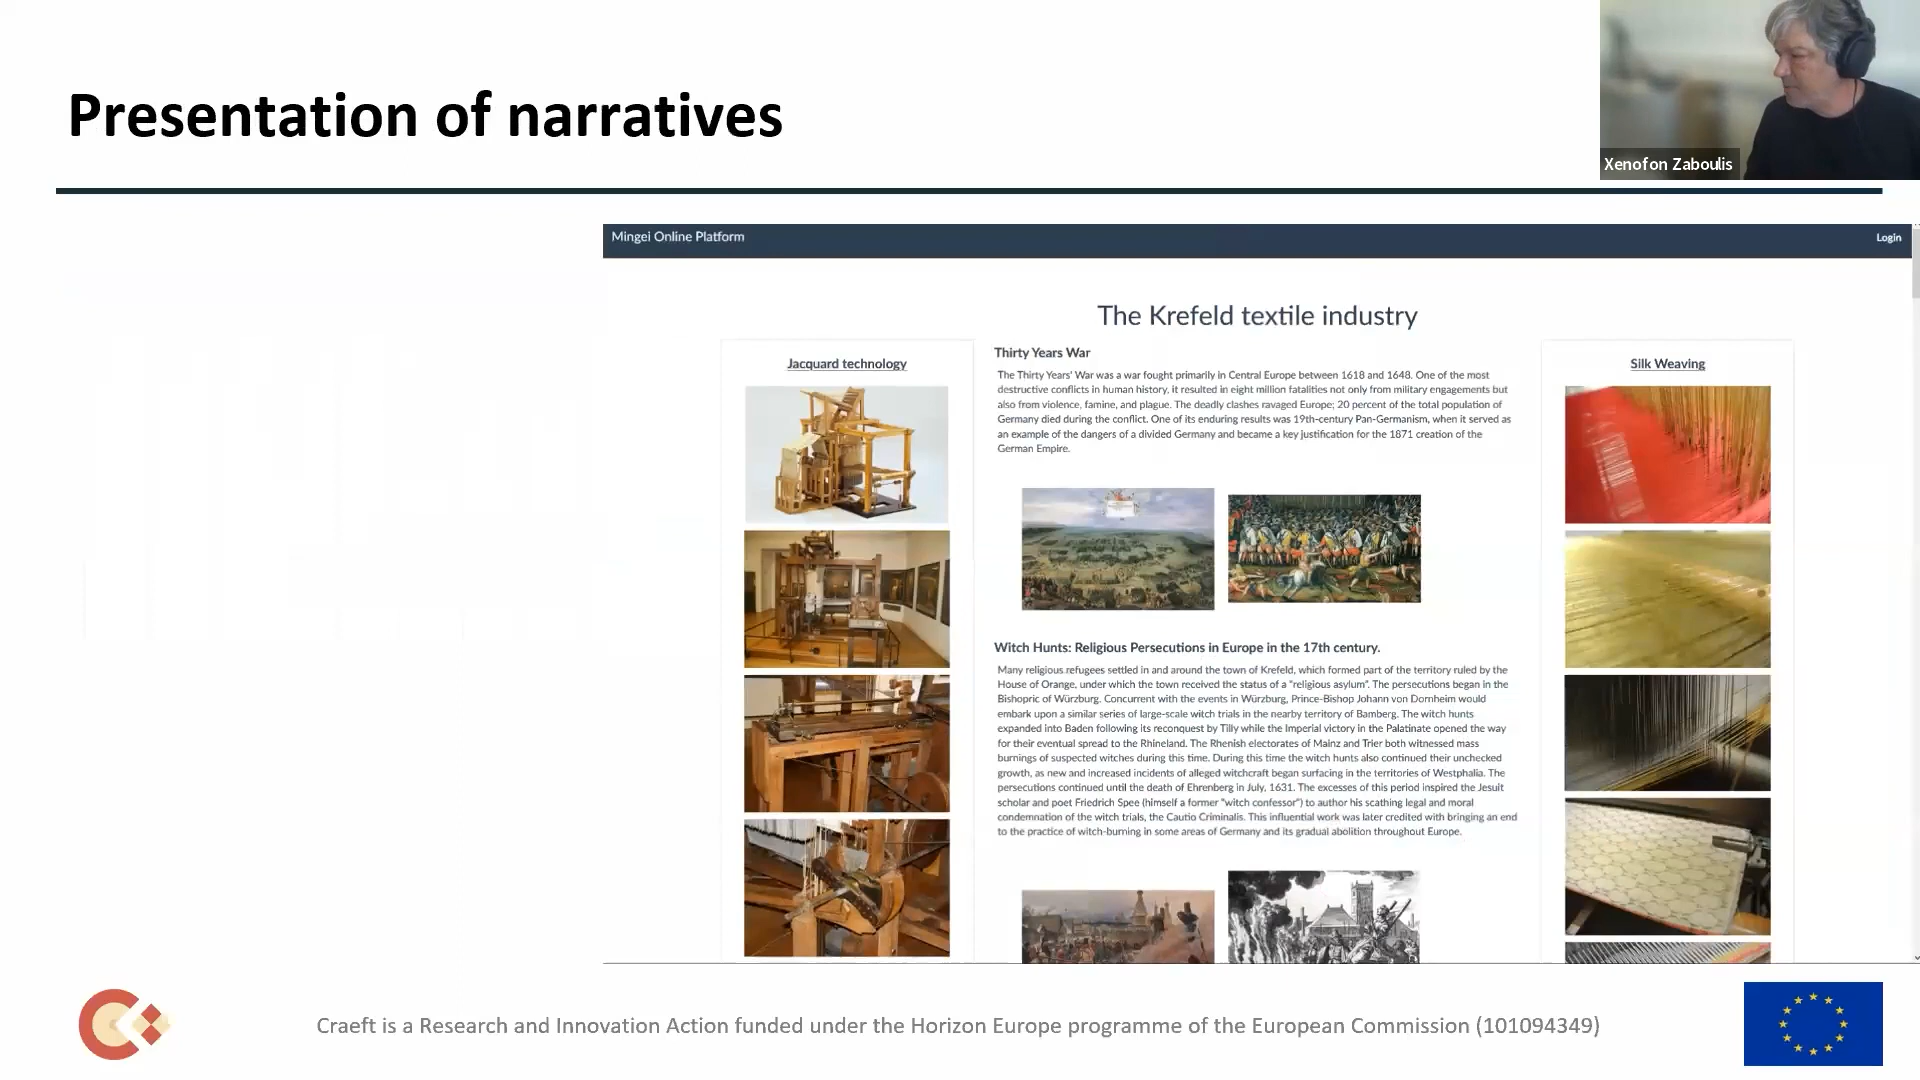 Presentation of narratives
Xenofon Zaboulis
Mingei Online Platform
Login
The Krefeld textile industry
Jacquard technology
Thirty Years War
The Thirty Years' War was a war fought primarily in Central Europe between 1618 and 1648. One of the most
destructive conflicts in human history, it resulted in eight million fatalities not only from military engagements but
also from violence, famine, and plague. The deadly clashes ravaged Europe; 20 percent of the total population of
Germany died during the conflict. One of its enduring results was 19th-century Pan-Germanism, when it served as
an example of the dangers of a divided Germany and became a key justification for the 1871 creation of the
German Empire.
Witch Hunts: Religious Persecutions in Europe in the 17th century.
Many religious refugees settled in and around the town of Krefeld, which formed part of the territory ruled by the
House of Orange, under which the town received the status of a "religious asylum". The persecutions began in the
Bishopric of Würzburg. Concurrent with the events in Würzburg, Prince-Bishop Johann von Dornheim would
embark upon a similar series of large-scale witch trials in the nearby territory of Bamberg. The witch hunts
expanded into Baden following its reconquest by Tilly while the Imperial victory in the Palatinate opened the way
for their eventual spread to the Rhineland. The Rhenish electorates of Mainz and Trier both witnessed mass
burnings of suspected witches during this time. During this time the witch hunts also continued their unchecked
growth, as new and increased incidents of alleged witchcraft began surfacing in the territories of Westphalia. The
persecutions continued until the death of Ehrenberg in July, 1631. The excesses of this period inspired the Jesuit
scholar and poet Friedrich Spee (himself a former "witch confessor") to author his scathing legal and moral
condemnation of the witch trials, the Cautio Criminalis. This influential work was later credited with bringing an end
to the practice of witch-burning in some areas of Germany and its gradual abolition throughout Europe.
Silk Weaving
Craeft is a Research and Innovation Action funded under the Horizon Europe programme of the European Commission (101094349)